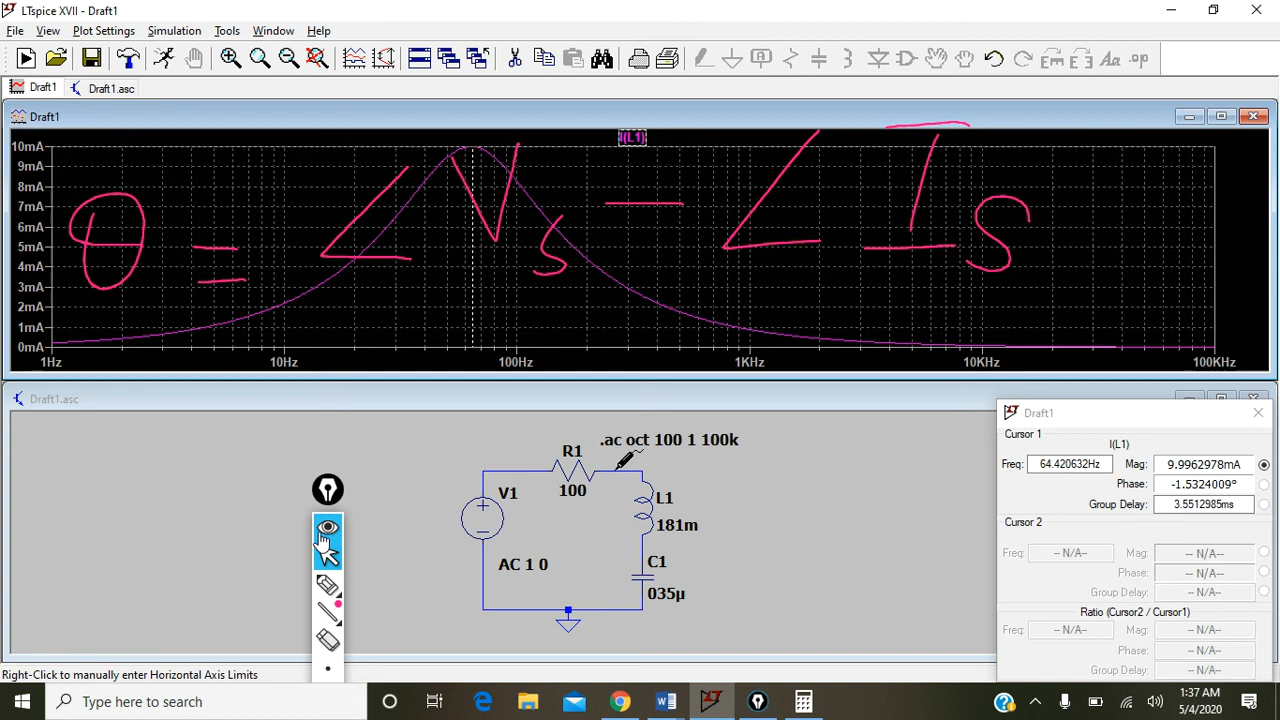 LTspice XVII - Draft1
File View Plot Settings Simulation Tools Window Help
Draft1 Draft1.asc
Draft1
I(L1)
10mA
9mA
8mA
7mA
6mA
5mA
4mA
3mA
2mA
1mA
0mA
1Hz 10Hz 100Hz 1KHz 10KHz 100KHz
θ = ∠Vs - ∠Is
Draft1.asc
.ac oct 100 1 100k
R1
100
V1
AC 1 0
L1
181m
C1
035µ
Draft1
Cursor 1
I(L1)
Freq: 64.420632Hz Mag: 9.9962978mA
Phase: -1.5324009°
Group Delay: 3.5512985ms
Cursor 2
Freq: -- N/A-- Mag: -- N/A--
Phase: -- N/A--
Group Delay: -- N/A--
Ratio (Cursor2 / Cursor1)
Freq: -- N/A-- Mag: -- N/A--
Phase: -- N/A--
Group Delay: -- N/A--
Right-Click to manually enter Horizontal Axis Limits
Type here to search
1:37 AM
5/4/2020